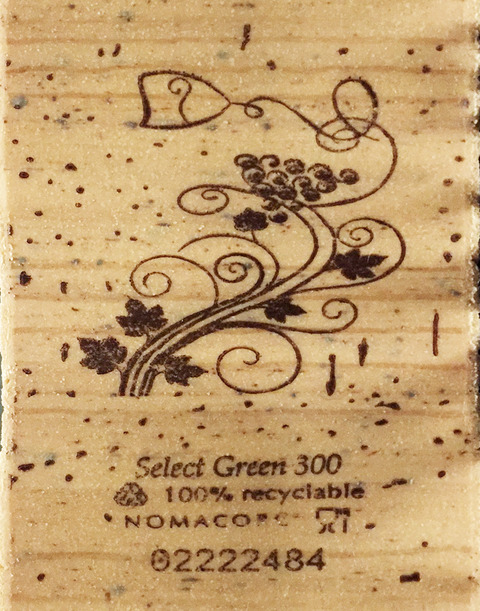 Select Green 300
100% recyclable
NOMACORC
02222484